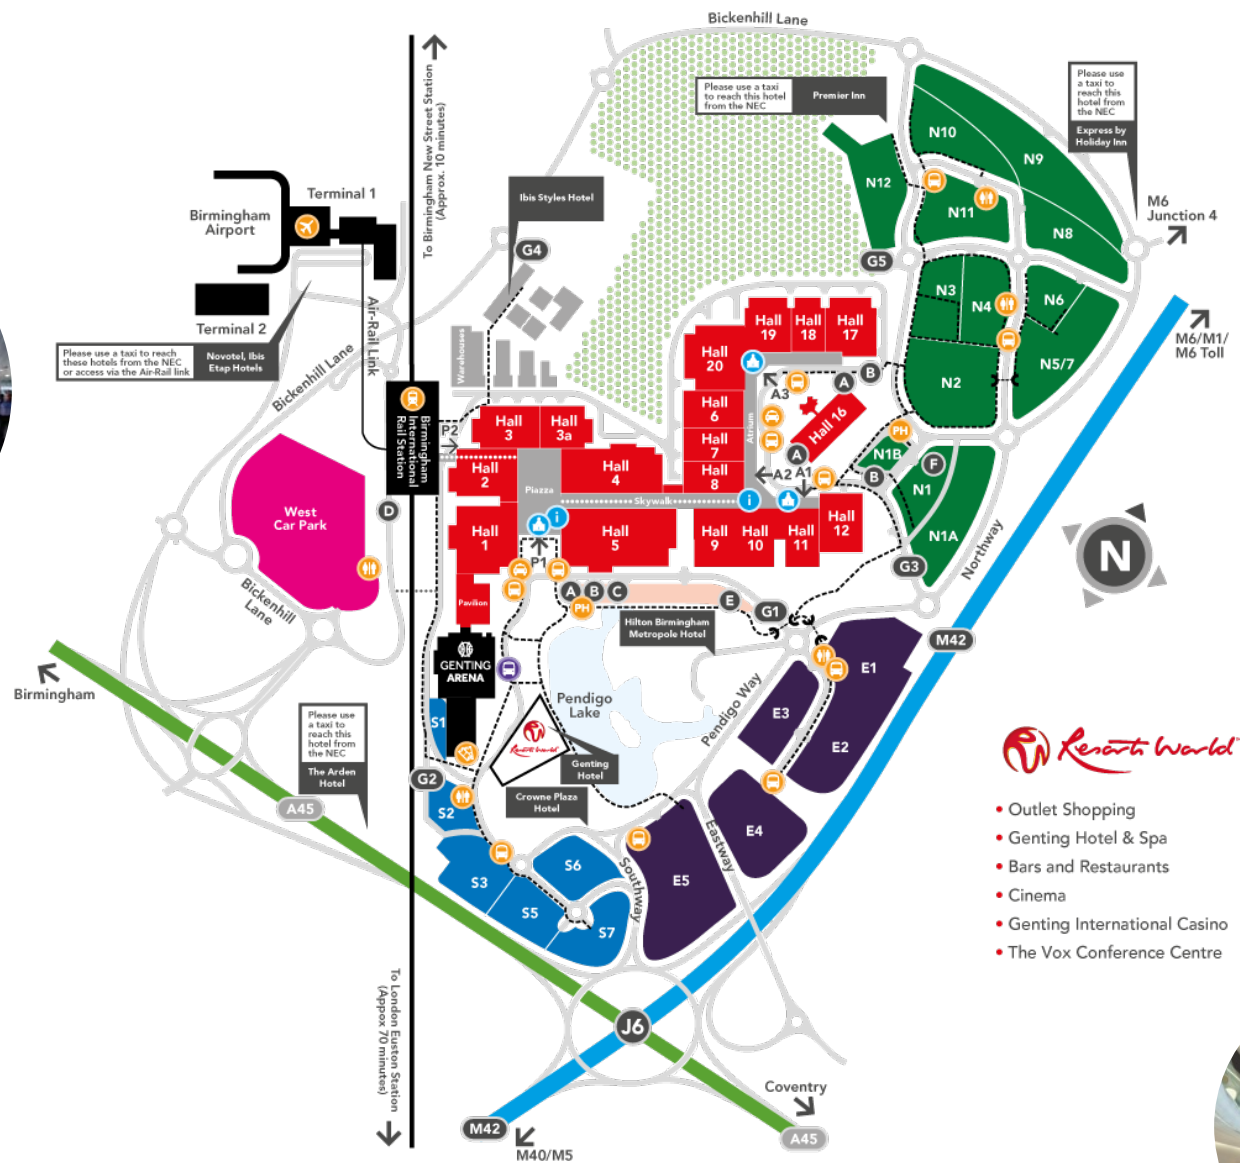 Bickenhill Lane
To Birmingham New Street Station
(Approx. 10 minutes)
Please use a taxi
to reach this hotel
from the NEC
Premier Inn
Please use
a taxi to
reach this
hotel from
the NEC
Express by
Holiday Inn
N10
N9
N12
N11
N8
M6
Junction 4
Terminal 1
Birmingham
Airport
Ibis Styles Hotel
G4
G5
N3
N4
N6
N5/7
N2
M6/M1/
M6 Toll
Terminal 2
Air-Rail Link
Please use a taxi to reach
these hotels from the NEC
or access via the Air-Rail link
Novotel, Ibis
Etap Hotels
Bickenhill Lane
Warehouses
Hall
19
Hall
18
Hall
17
Hall
20
Hall
6
Hall
7
Hall
8
Atrium
A3
A
B
Hall 16
A
A2
A1
PH
N1B
B
F
N1
N1A
G3
Northway
Birmingham
International
Rail Station
P2
Hall
3
Hall
3a
Hall
2
Hall
4
Piazza
Skywalk
i
i
West
Car Park
D
Hall
1
Hall
5
Hall
9
Hall
10
Hall
11
Hall
12
P1
N
Bickenhill
Lane
Pavilion
A
B
C
E
G1
PH
Hilton Birmingham
Metropole Hotel
M42
GENTING
ARENA
Birmingham
Pendigo
Lake
Pendigo Way
E1
E3
E2
S1
Resorts World
Genting
Hotel
Please use
a taxi to
reach this
hotel from
the NEC
The Arden
Hotel
G2
Crowne Plaza
Hotel
A45
S2
S3
S6
S5
S7
Southway
E5
Eastway
E4
Resorts World
• Outlet Shopping
• Genting Hotel & Spa
• Bars and Restaurants
• Cinema
• Genting International Casino
• The Vox Conference Centre
To London Euston Station
(Appox 70 minutes)
J6
Coventry
M42
M40/M5
A45